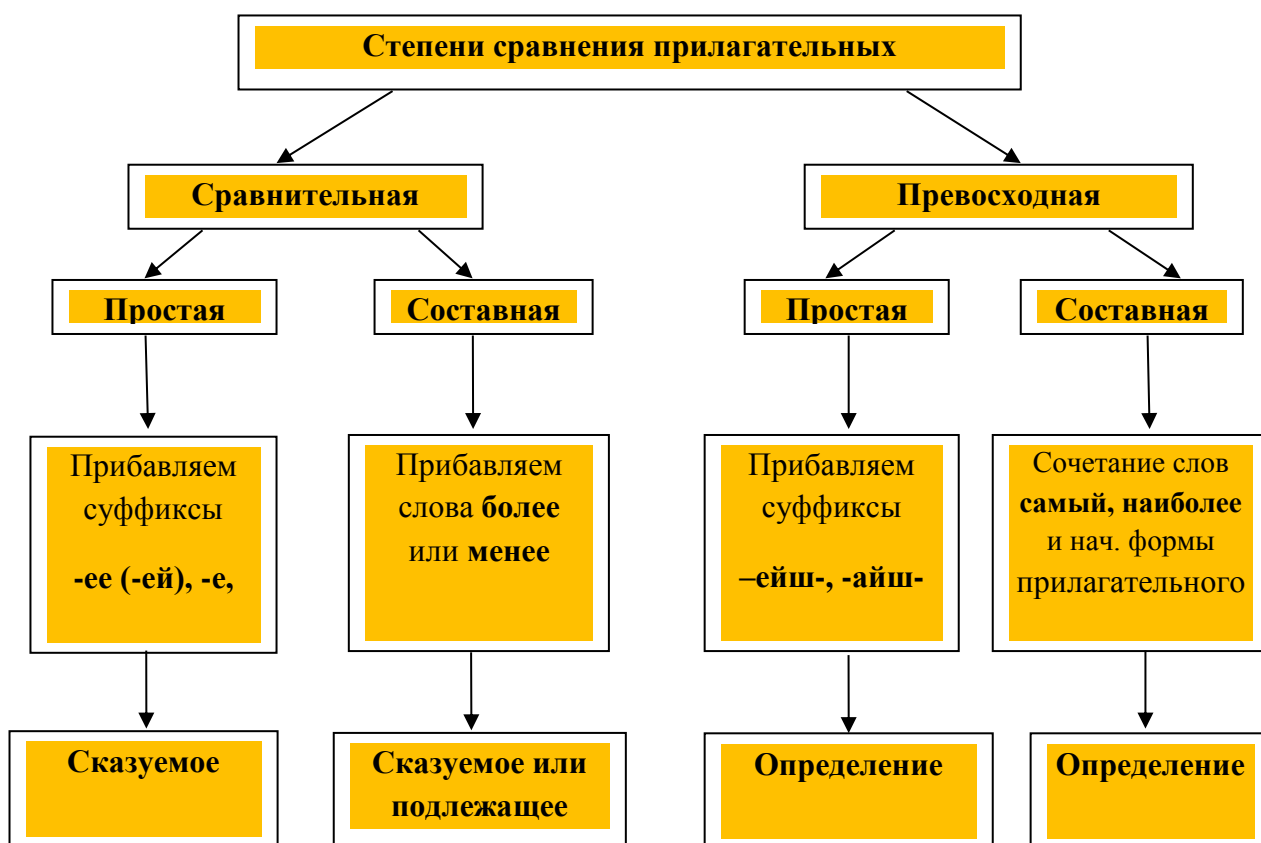 Степени сравнения прилагательных
Сравнительная
Превосходная
Простая
Составная
Простая
Составная
Прибавляем
суффиксы
-ее (-ей), -е,
Прибавляем
слова более
или менее
Прибавляем
суффиксы
–ейш-, -айш-
Сочетание слов
самый, наиболее
и нач. формы
прилагательного
Сказуемое
Сказуемое или
подлежащее
Определение
Определение